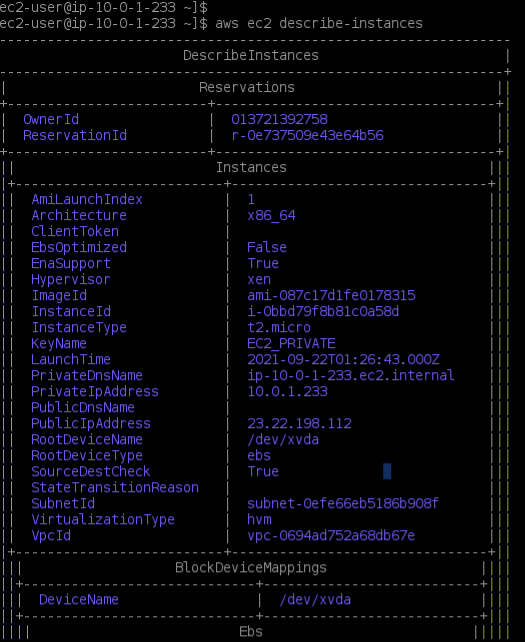 ec2-user@ip-10-0-1-233 ~]$
ec2-user@ip-10-0-1-233 ~]$ aws ec2 describe-instances
DescribeInstances
Reservations
OwnerId | 013721392758
ReservationId | r-0e737509e43e64b56
Instances
AmiLaunchIndex | 1
Architecture | x86_64
ClientToken |
EbsOptimized | False
EnaSupport | True
Hypervisor | xen
ImageId | ami-087c17d1fe0178315
InstanceId | i-0bbd79f8b81c0a58d
InstanceType | t2.micro
KeyName | EC2_PRIVATE
LaunchTime | 2021-09-22T01:26:43.000Z
PrivateDnsName | ip-10-0-1-233.ec2.internal
PrivateIpAddress | 10.0.1.233
PublicDnsName |
PublicIpAddress | 23.22.198.112
RootDeviceName | /dev/xvda
RootDeviceType | ebs
SourceDestCheck | True
StateTransitionReason |
SubnetId | subnet-0efe66eb5186b908f
VirtualizationType | hvm
VpcId | vpc-0694ad752a68db67e
BlockDeviceMappings
DeviceName | /dev/xvda
Ebs